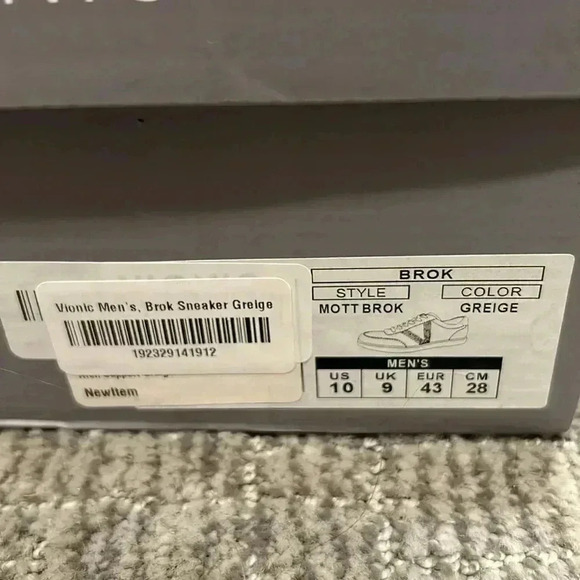 Vionic Men's, Brok Sneaker Greige
192329141912
NewItem
BROK
STYLE COLOR
MOTT BROK GREIGE
MEN'S
US UK EUR CM
10 9 43 28